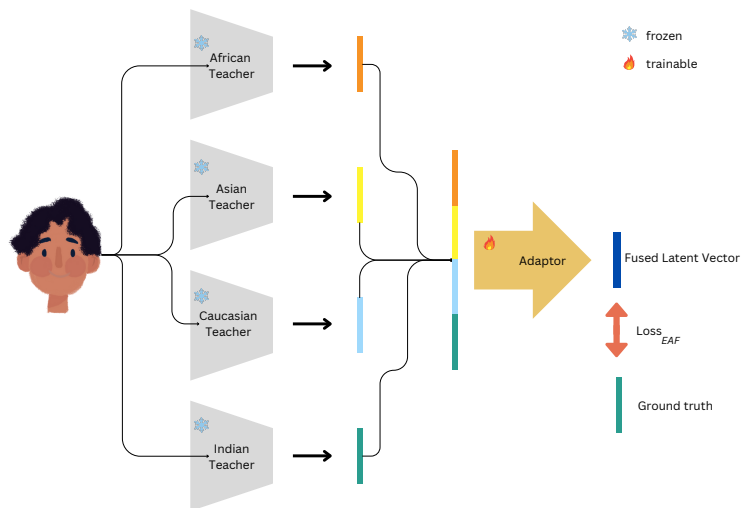 African
Teacher
frozen
trainable
Asian
Teacher
Adaptor
Fused Latent Vector
Caucasian
Teacher
Loss EAF
Ground truth
Indian
Teacher